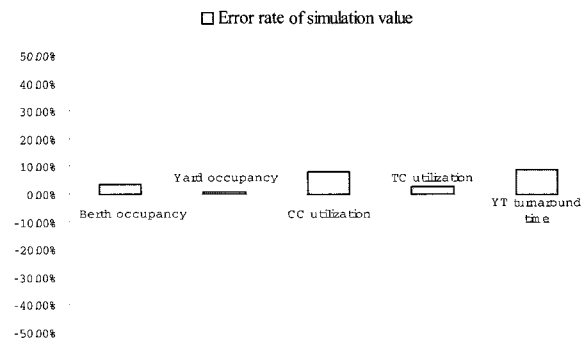 Error rate of simulation value
50.00%
40.00%
30.00%
20.00%
10.00%
0.00%
-10.00%
-20.00%
-30.00%
-40.00%
-50.00%
Berth occupancy
Yard occupancy
CC utilization
TC utilization
YT turnaround
time